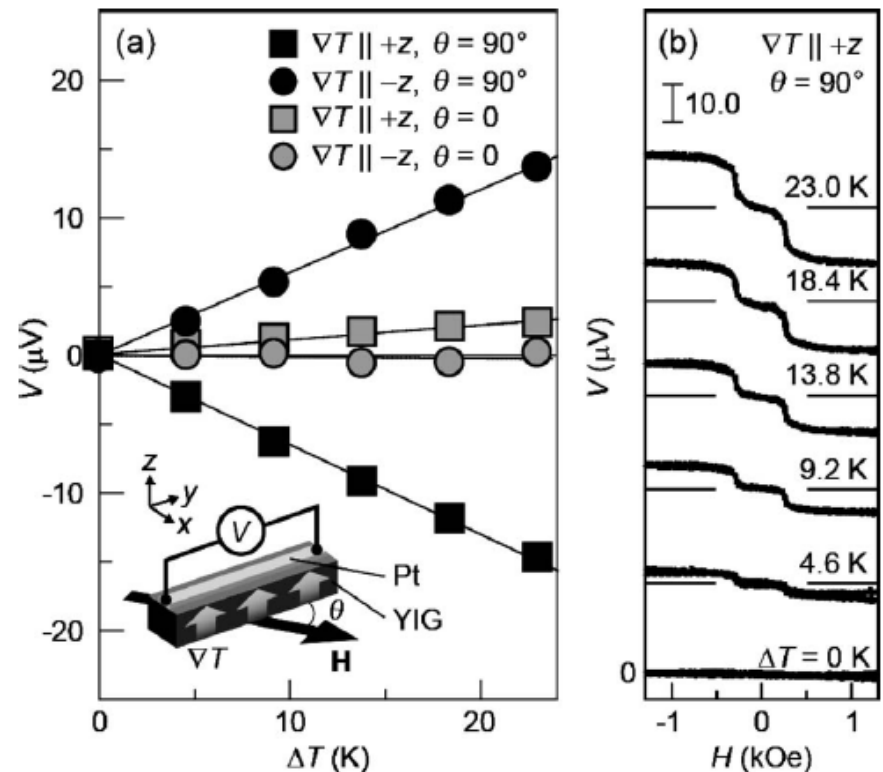 (a)
∇T || +z, θ = 90°
∇T || −z, θ = 90°
∇T || +z, θ = 0
∇T || −z, θ = 0
20
10
0
-10
-20
V (μV)
z
y
x
V
Pt
YIG
θ
∇T
H
0
10
20
ΔT (K)
(b)
∇T || +z
θ = 90°
10.0
23.0 K
18.4 K
13.8 K
9.2 K
4.6 K
ΔT = 0 K
V (μV)
0
-1
0
1
H (kOe)